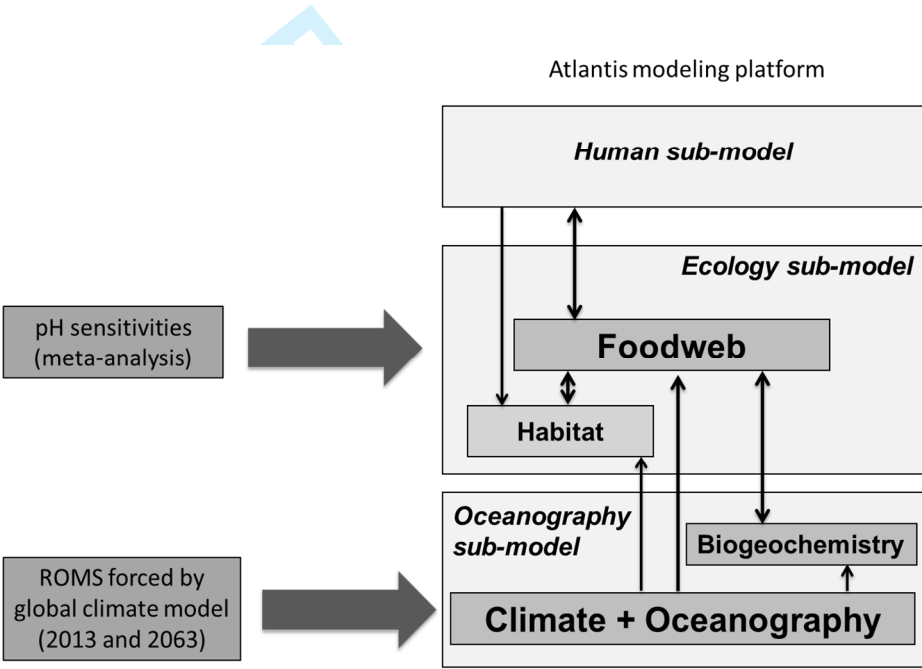 Atlantis modeling platform
Human sub-model
Ecology sub-model
pH sensitivities
(meta-analysis)
Foodweb
Habitat
Oceanography
sub-model
Biogeochemistry
ROMS forced by
global climate model
(2013 and 2063)
Climate + Oceanography